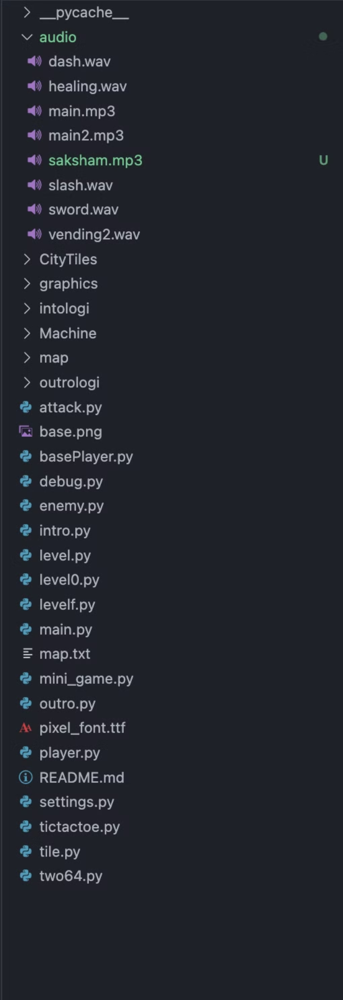 __pycache__
audio
dash.wav
healing.wav
main.mp3
main2.mp3
saksham.mp3 U
slash.wav
sword.wav
vending2.wav
CityTiles
graphics
intologi
Machine
map
outrologi
attack.py
base.png
basePlayer.py
debug.py
enemy.py
intro.py
level.py
level0.py
levelf.py
main.py
map.txt
mini_game.py
outro.py
pixel_font.ttf
player.py
README.md
settings.py
tictactoe.py
tile.py
two64.py